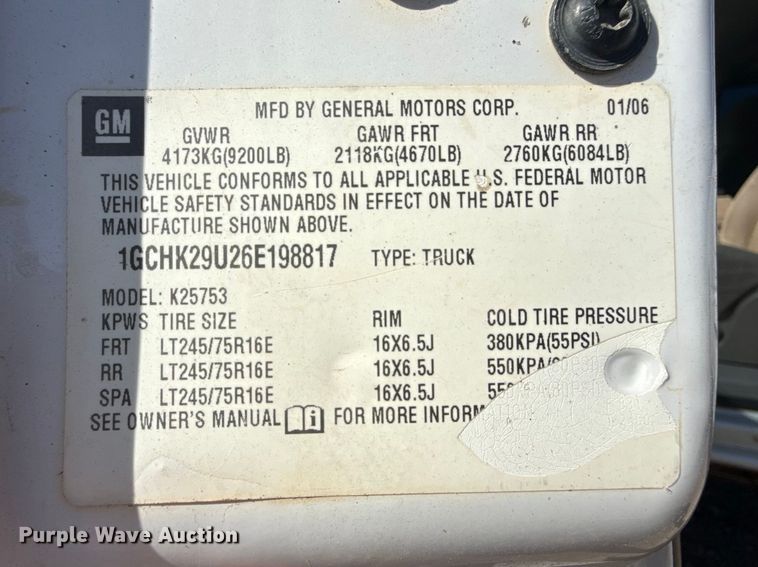 GM MFD BY GENERAL MOTORS CORP. 01/06
GVWR GAWR FRT GAWR RR
4173KG(9200LB) 2118KG(4670LB) 2760KG(6084LB)
THIS VEHICLE CONFORMS TO ALL APPLICABLE U.S. FEDERAL MOTOR
VEHICLE SAFETY STANDARDS IN EFFECT ON THE DATE OF
MANUFACTURE SHOWN ABOVE.
1GCHK29U26E198817 TYPE: TRUCK
MODEL: K25753
KPWS TIRE SIZE RIM COLD TIRE PRESSURE
FRT LT245/75R16E 16X6.5J 380KPA(55PSI)
RR LT245/75R16E 16X6.5J 550KPA
SPA LT245/75R16E 16X6.5J
SEE OWNER'S MANUAL FOR MORE
Purple Wave Auction